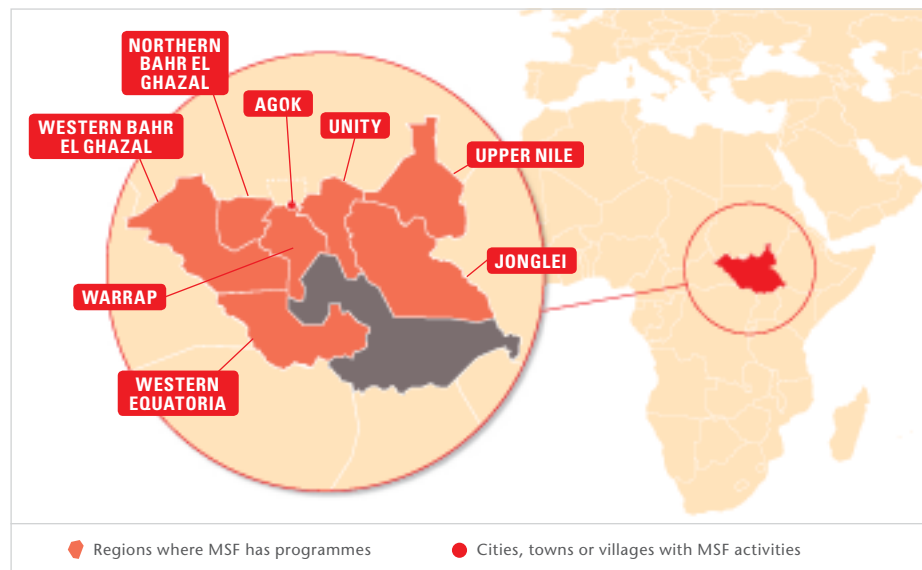 NORTHERN
BAHR EL
GHAZAL
AGOK
WESTERN BAHR
EL GHAZAL
UNITY
UPPER NILE
JONGLEI
WARRAP
WESTERN
EQUATORIA
Regions where MSF has programmes
Cities, towns or villages with MSF activities